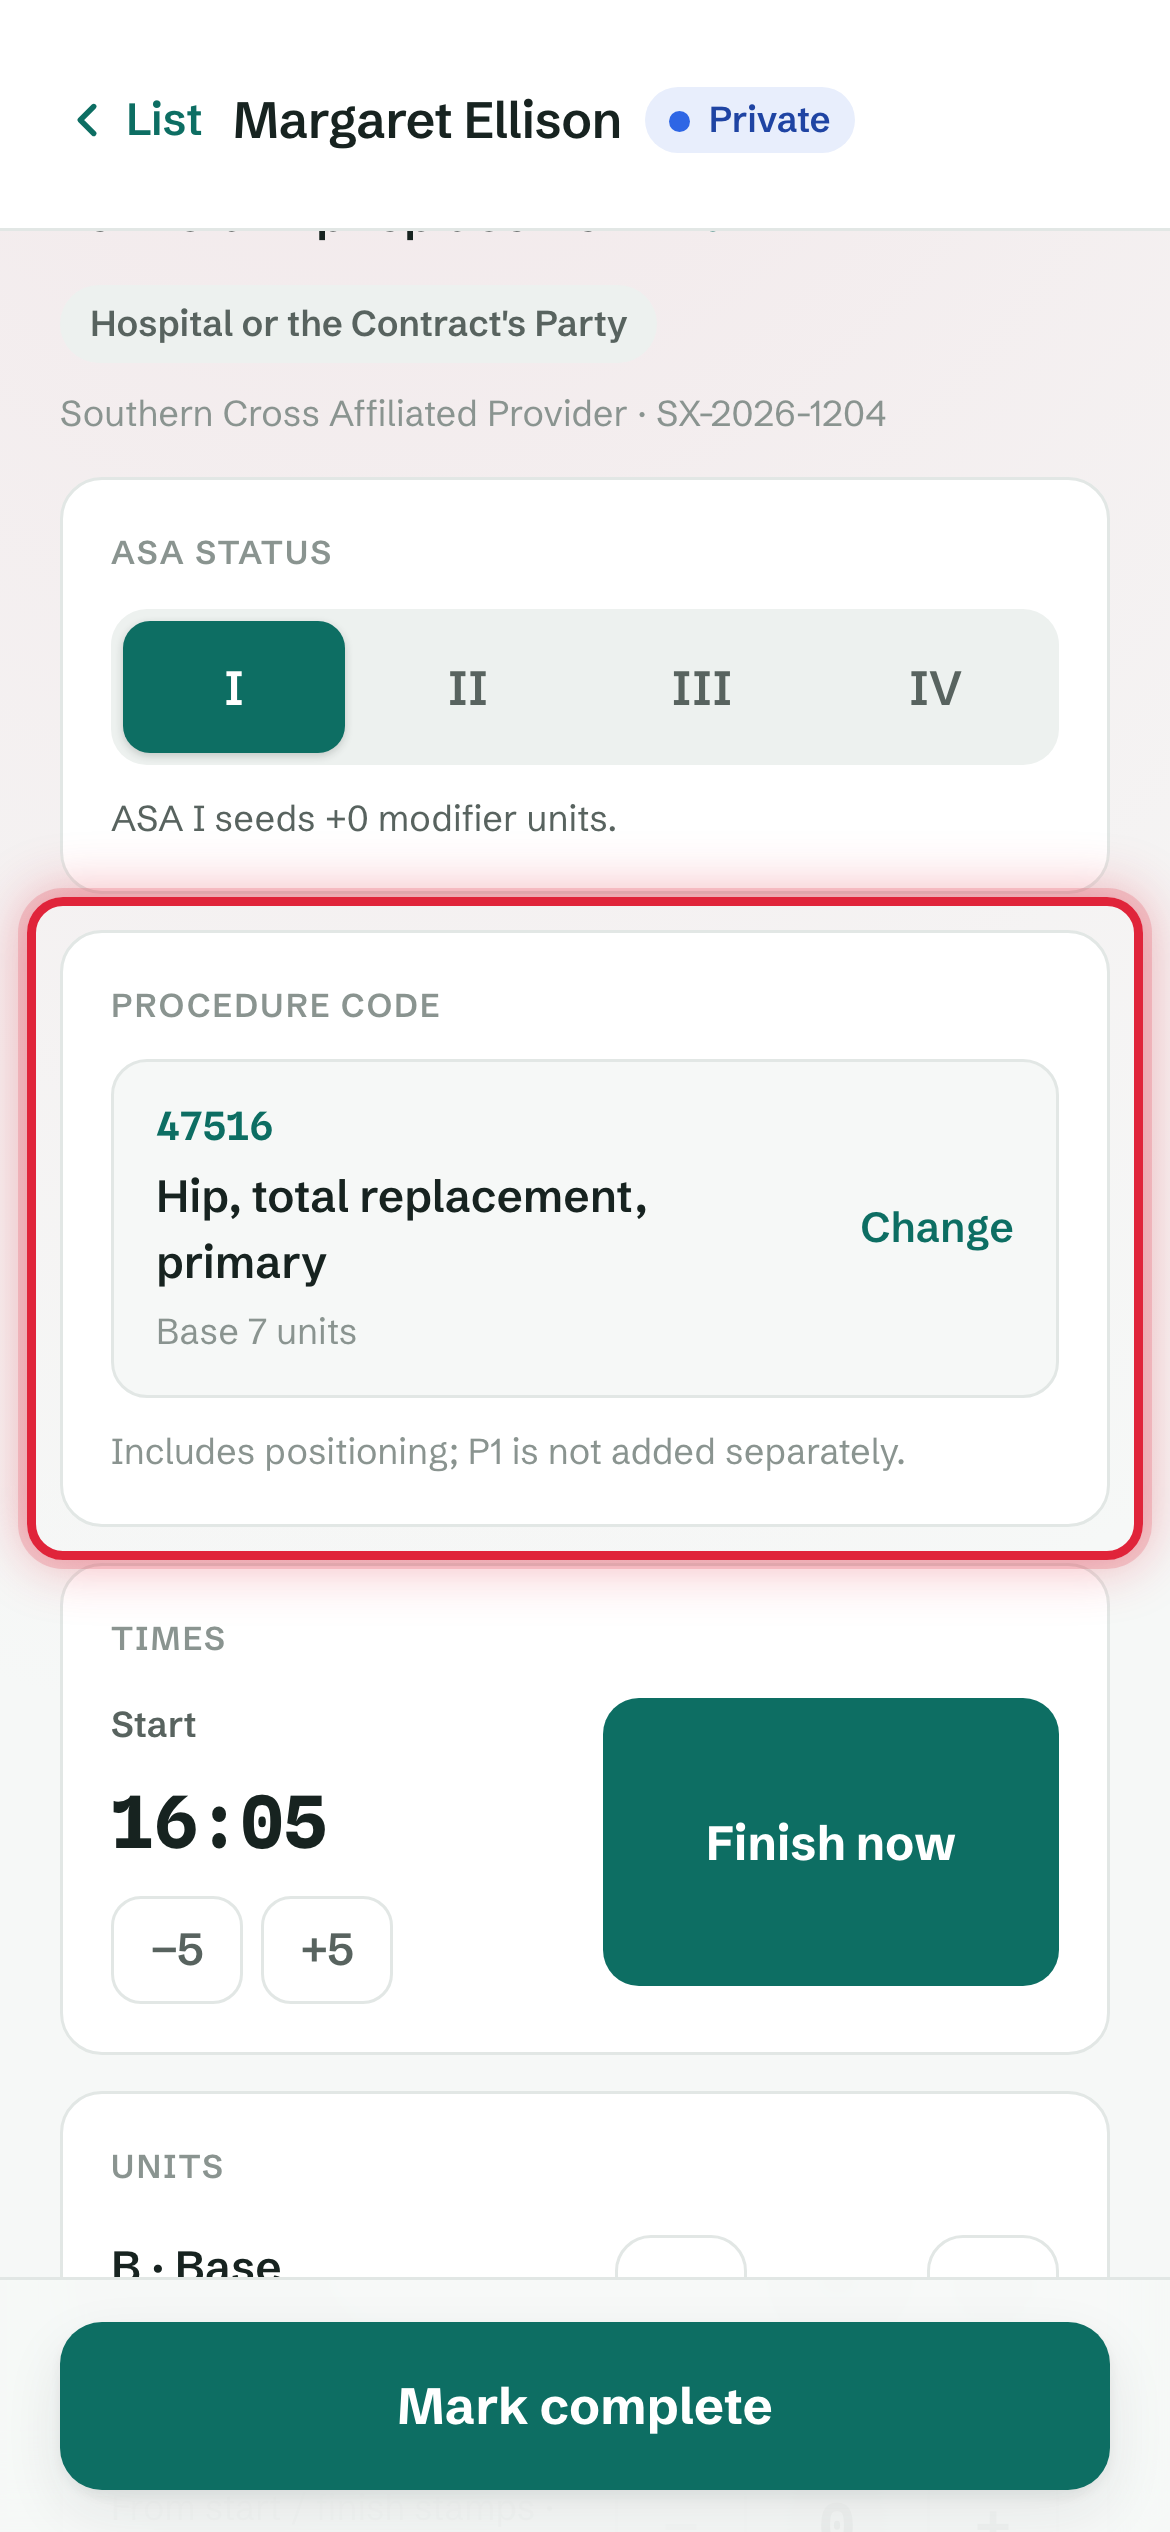 List Margaret Ellison Private
Hospital or the Contract's Party
Southern Cross Affiliated Provider · SX-2026-1204
ASA STATUS
I II III IV
ASA I seeds +0 modifier units.
PROCEDURE CODE
47516
Hip, total replacement,
primary
Change
Base 7 units
Includes positioning; P1 is not added separately.
TIMES
Start
16:05
Finish now
−5 +5
UNITS
B · Base
Mark complete